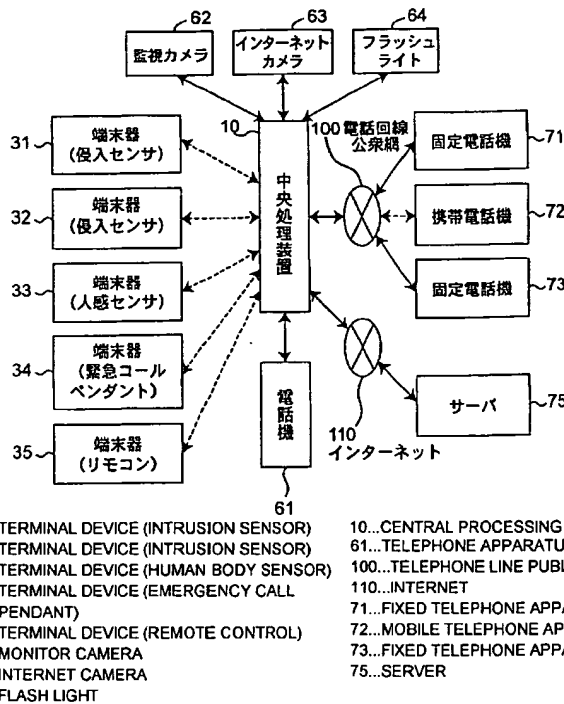 62
63
64
監視カメラ
インターネット
カメラ
フラッシュ
ライト
10
100
電話回線
公衆網
31
端末器
(侵入センサ)
32
端末器
(侵入センサ)
33
端末器
(人感センサ)
34
端末器
(緊急コール
ペンダント)
35
端末器
(リモコン)
中央処理装置
固定電話機
71
携帯電話機
72
固定電話機
73
サーバ
75
110
インターネット
電話機
61
TERMINAL DEVICE (INTRUSION SENSOR)
TERMINAL DEVICE (INTRUSION SENSOR)
TERMINAL DEVICE (HUMAN BODY SENSOR)
TERMINAL DEVICE (EMERGENCY CALL
PENDANT)
TERMINAL DEVICE (REMOTE CONTROL)
MONITOR CAMERA
INTERNET CAMERA
FLASH LIGHT
10...CENTRAL PROCESSING
61...TELEPHONE APPARATU
100...TELEPHONE LINE PUBL
110...INTERNET
71...FIXED TELEPHONE APPA
72...MOBILE TELEPHONE AP
73...FIXED TELEPHONE APPA
75...SERVER